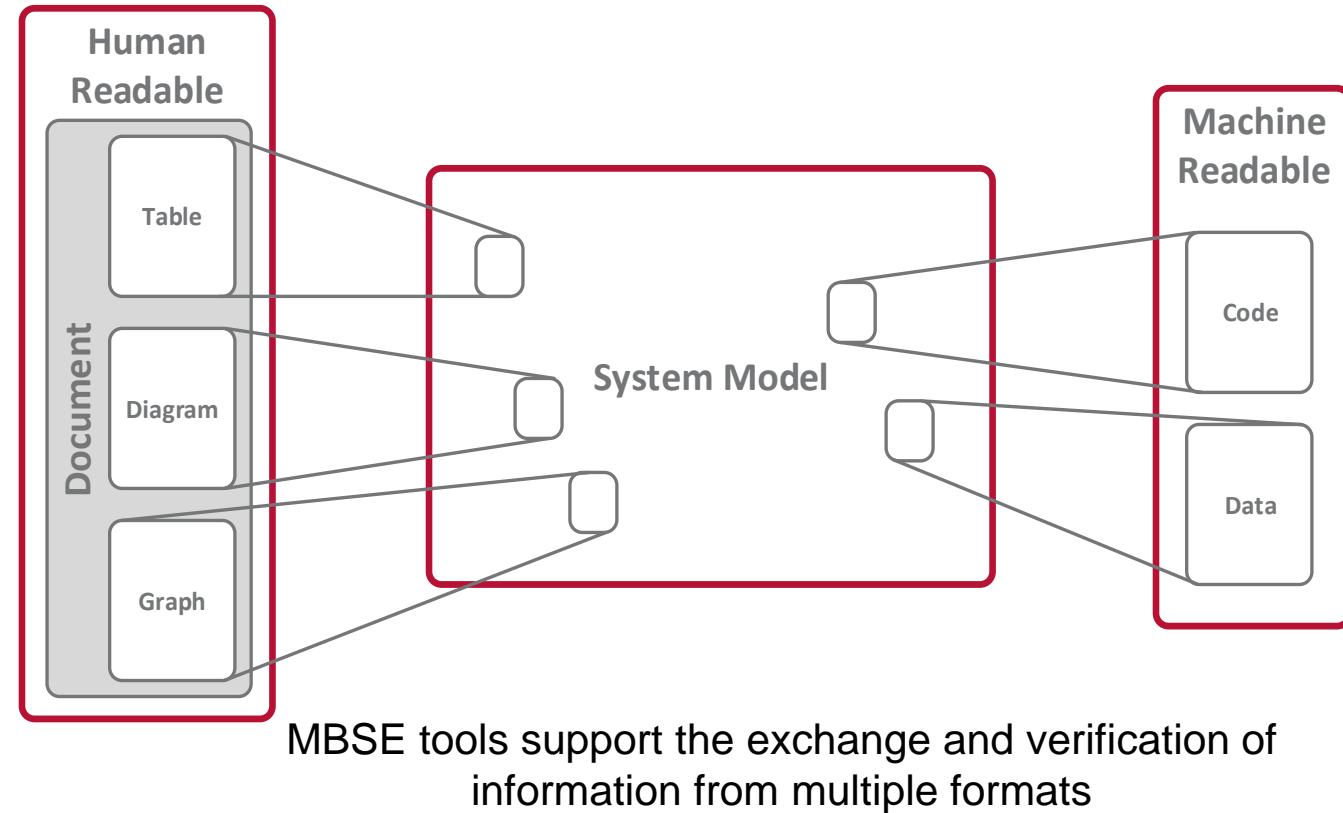 Human
Readable
Document
Table
Diagram
Graph
System Model
Machine
Readable
Code
Data
MBSE tools support the exchange and verification of
information from multiple formats